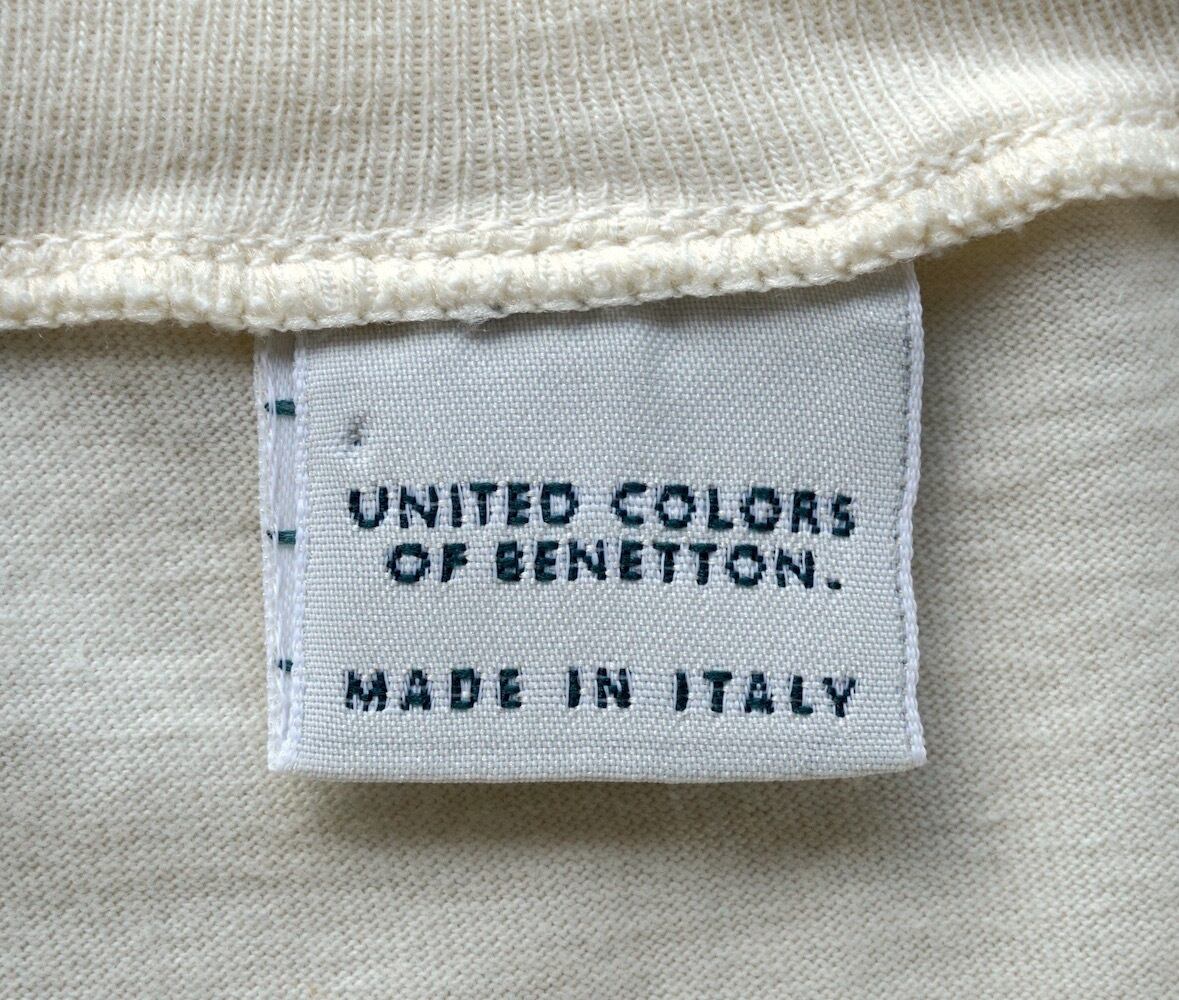 UNITED COLORS
OF BENETTON.
MADE IN ITALY